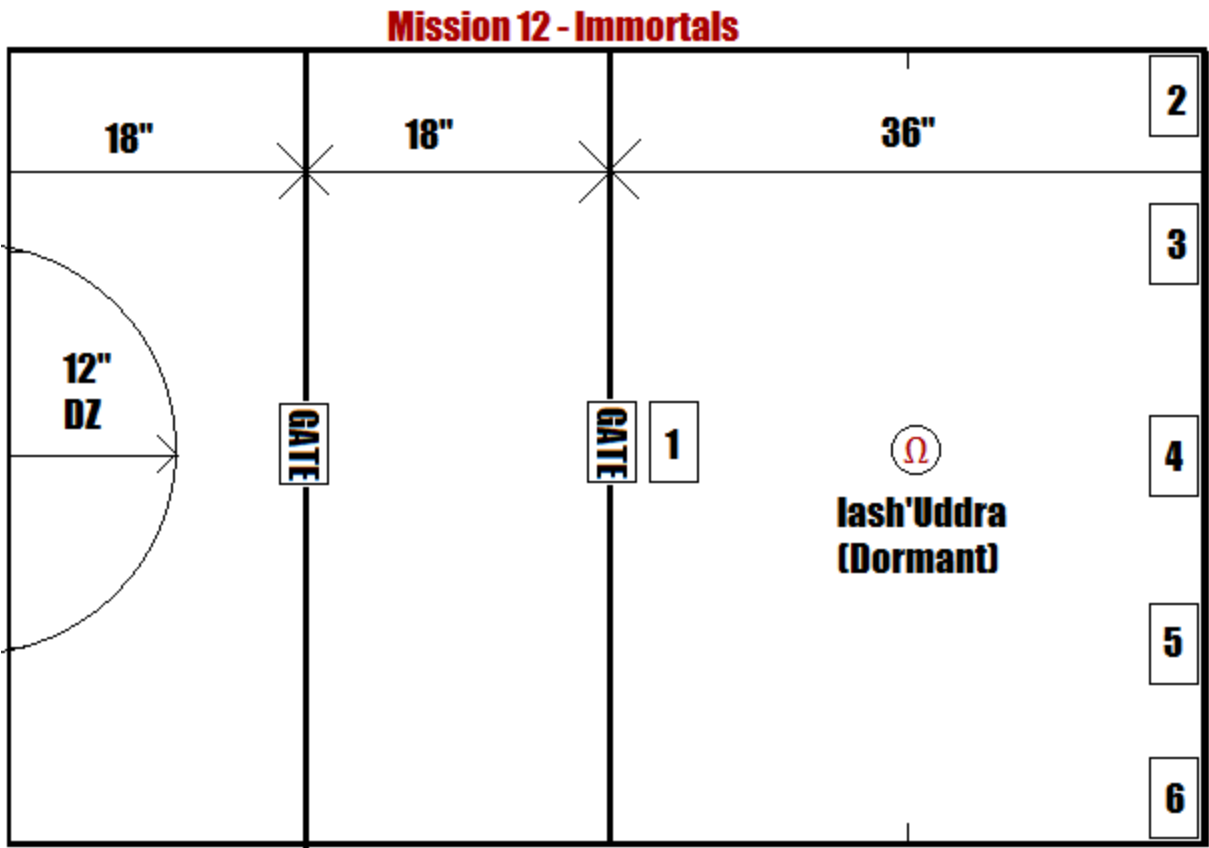 Mission 12 - Immortals
2
18"
18"
36"
3
12"
DZ
GATE
GATE
1
Ω
4
Iash'Uddra
(Dormant)
5
6